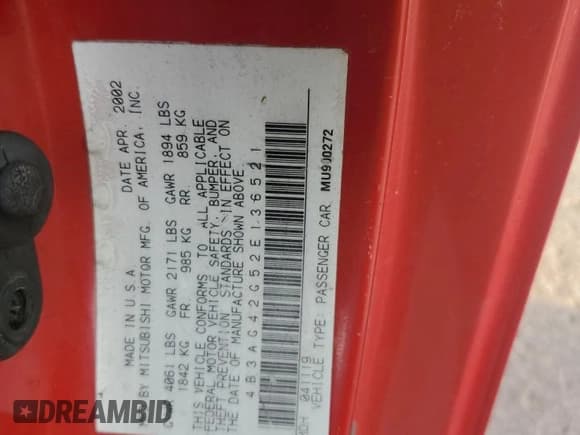 MADE IN U S A DATE APR. 2002
BY MITSUBISHI MOTOR MFG. OF AMERICA, INC.
4061 LBS GAWR 2171 LBS GAWR 1894 LBS
1842 KG FR. 985 KG RR. 859 KG
THIS VEHICLE CONFORMS TO ALL APPLICABLE
FEDERAL MOTOR VEHICLE SAFETY, BUMPER, AND
THEFT PREVENTION STANDARDS IN EFFECT ON
THE DATE OF MANUFACTURE SHOWN ABOVE.
4B3AG42G52E136521
MDH 041119 MU900272
VEHICLE TYPE: PASSENGER CAR
DREAMBID